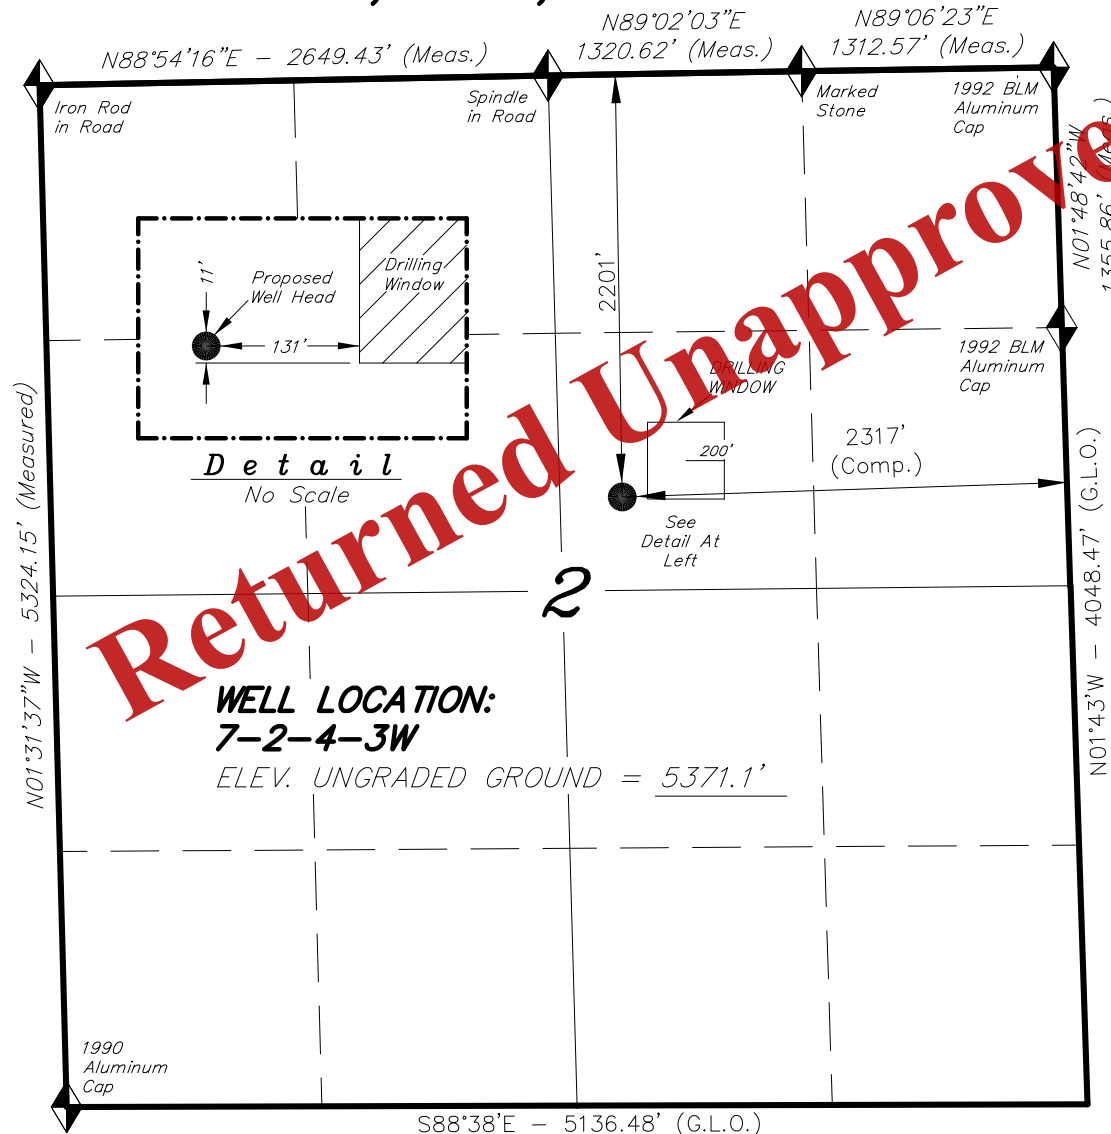 N89°02'03"E
1320.62' (Meas.)
N89°06'23"E
1312.57' (Meas.)
N88°54'16"E - 2649.43' (Meas.)
Iron Rod
in Road
Spindle
in Road
Marked
Stone
1992 BLM
Aluminum
Cap
N01°48'42"W
1355.86' (Meas.)
Returned Unapprove
11'
Proposed
Well Head
Drilling
Window
131'
Detail
No Scale
2201'
DRILLING
WINDOW
200'
See
Detail At
Left
2317'
(Comp.)
1992 BLM
Aluminum
Cap
N01°31'37"W - 5324.15' (Measured)
N01°43'W - 4048.47' (G.L.O.)
2
WELL LOCATION:
7-2-4-3W
ELEV. UNGRADED GROUND = 5371.1'
1990
Aluminum
Cap
S88°38'E - 5136.48' (G.L.O.)